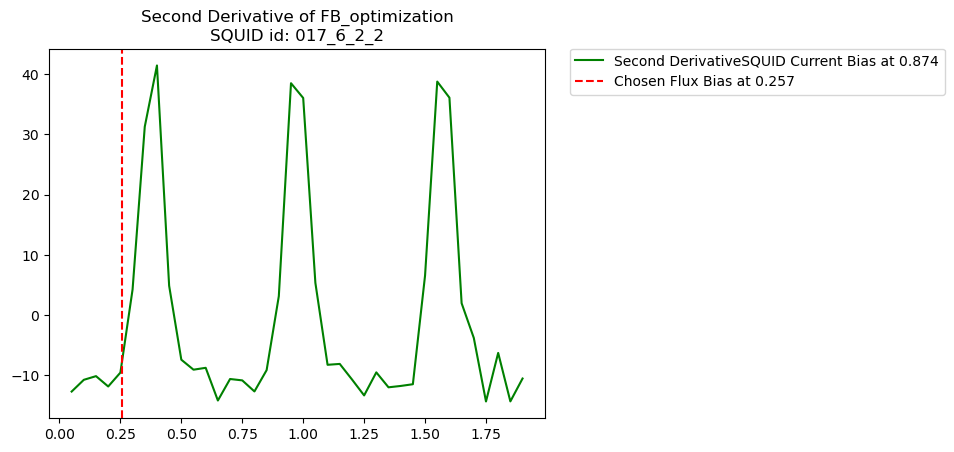 Second Derivative of FB_optimization
SQUID id: 017_6_2_2
Second DerivativeSQUID Current Bias at 0.874
Chosen Flux Bias at 0.257
40
30
20
10
0
−10
0.00 0.25 0.50 0.75 1.00 1.25 1.50 1.75